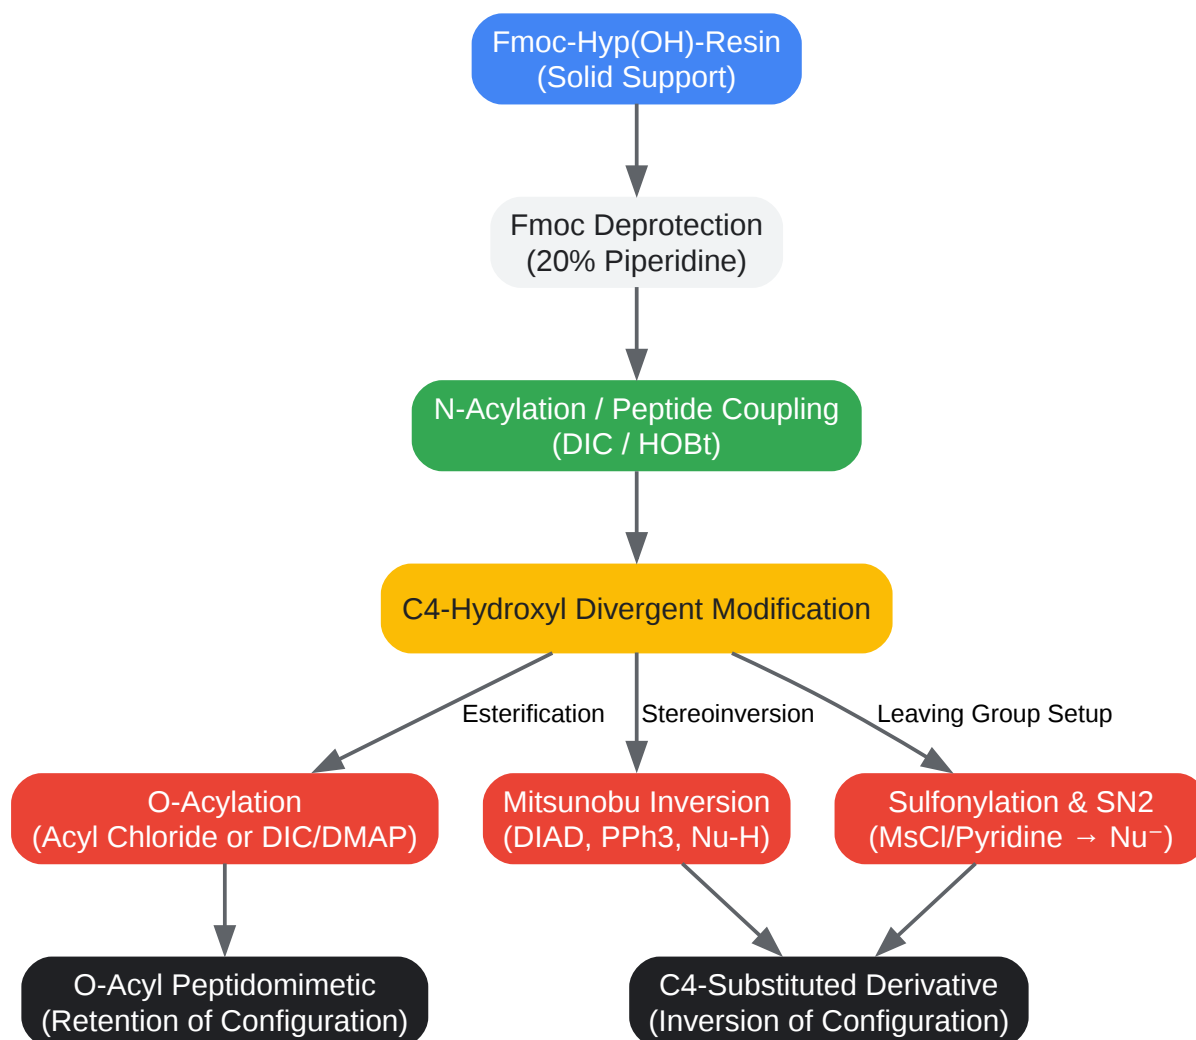 Fmoc-Hyp(OH)-Resin
(Solid Support)
Fmoc Deprotection
(20% Piperidine)
N-Acylation / Peptide Coupling
(DIC / HOBt)
C4-Hydroxyl Divergent Modification
Esterification
Stereoinversion
Leaving Group Setup
O-Acylation
(Acyl Chloride or DIC/DMAP)
Mitsunobu Inversion
(DIAD, PPh3, Nu-H)
Sulfonylation & SN2
(MsCl/Pyridine → Nu⁻)
O-Acyl Peptidomimetic
(Retention of Configuration)
C4-Substituted Derivative
(Inversion of Configuration)